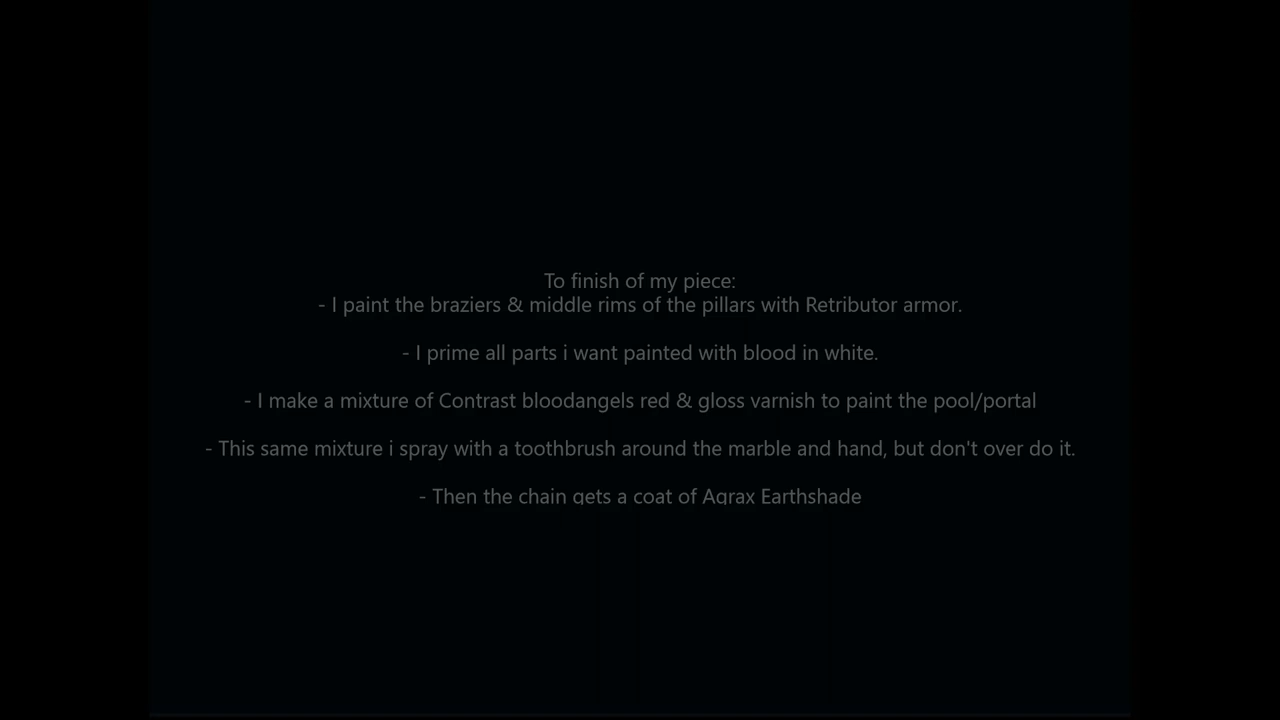 To finish of my piece:
- I paint the braziers & middle rims of the pillars with Retributor armor.
- I prime all parts i want painted with blood in white.
- I make a mixture of Contrast bloodangels red & gloss varnish to paint the pool/portal
- This same mixture i spray with a toothbrush around the marble and hand, but don't over do it.
- Then the chain gets a coat of Agrax Earthshade